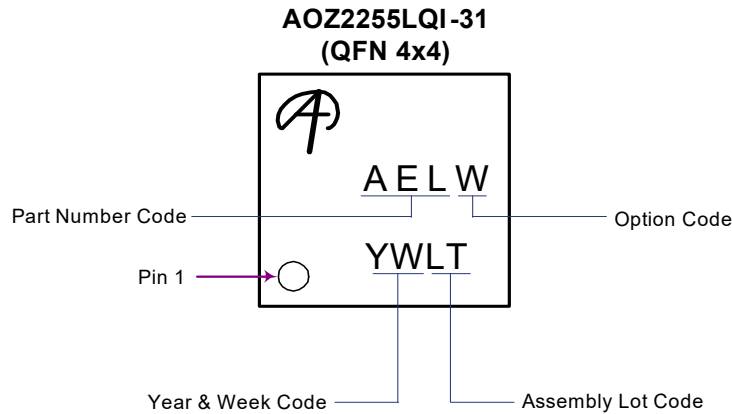 AOZ2255LQI-31
(QFN 4x4)
AELW
Part Number Code
Option Code
YWLT
Pin 1
Year & Week Code
Assembly Lot Code